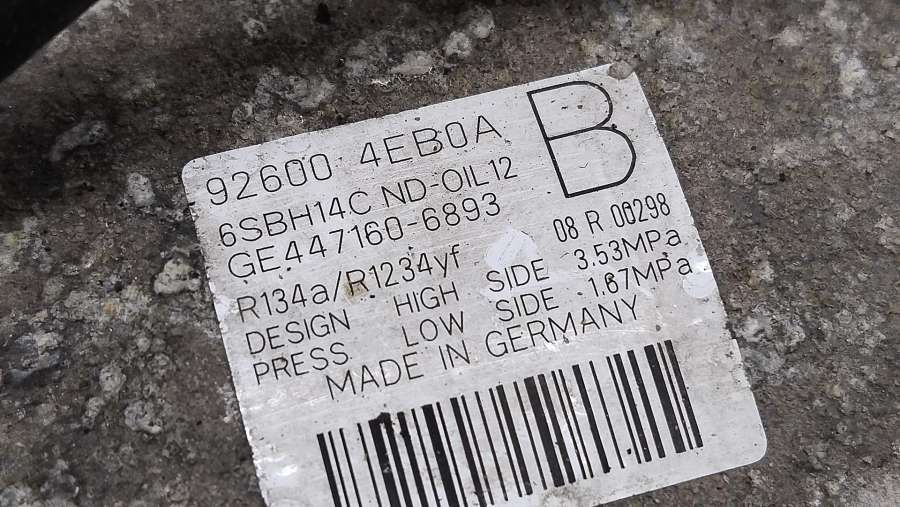 92600 4EB0A B
6SBH14C ND-OIL12
GE447160-6893 08 R 00298
R134a/R1234yf
DESIGN HIGH SIDE 3.53MPa
PRESS. LOW SIDE 1.67MPa
MADE IN GERMANY